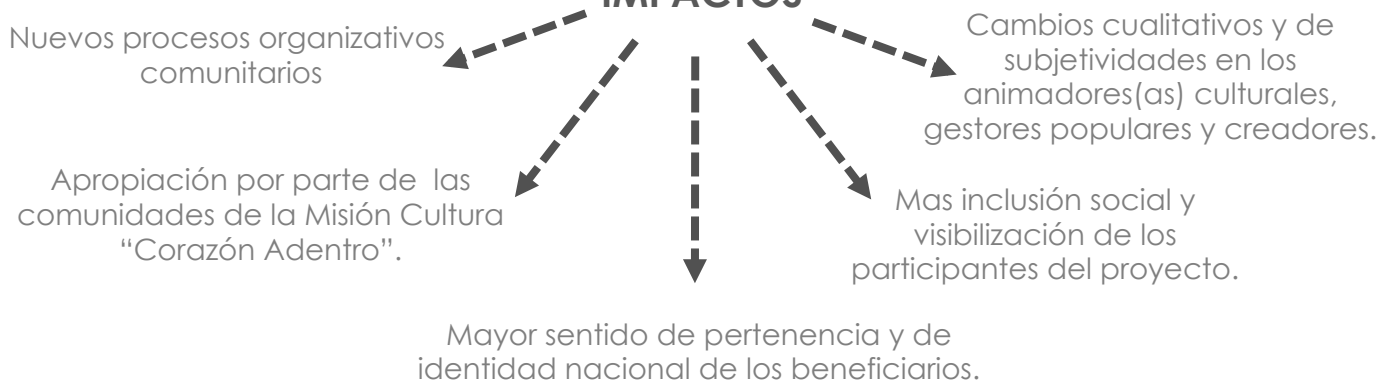 IMPACTOS
Nuevos procesos organizativos
comunitarios
Cambios cualitativos y de
subjetividades en los
animadores(as) culturales,
gestores populares y creadores.
Apropiación por parte de las
comunidades de la Misión Cultura
“Corazón Adentro”.
Mas inclusión social y
visibilización de los
participantes del proyecto.
Mayor sentido de pertenencia y de
identidad nacional de los beneficiarios.